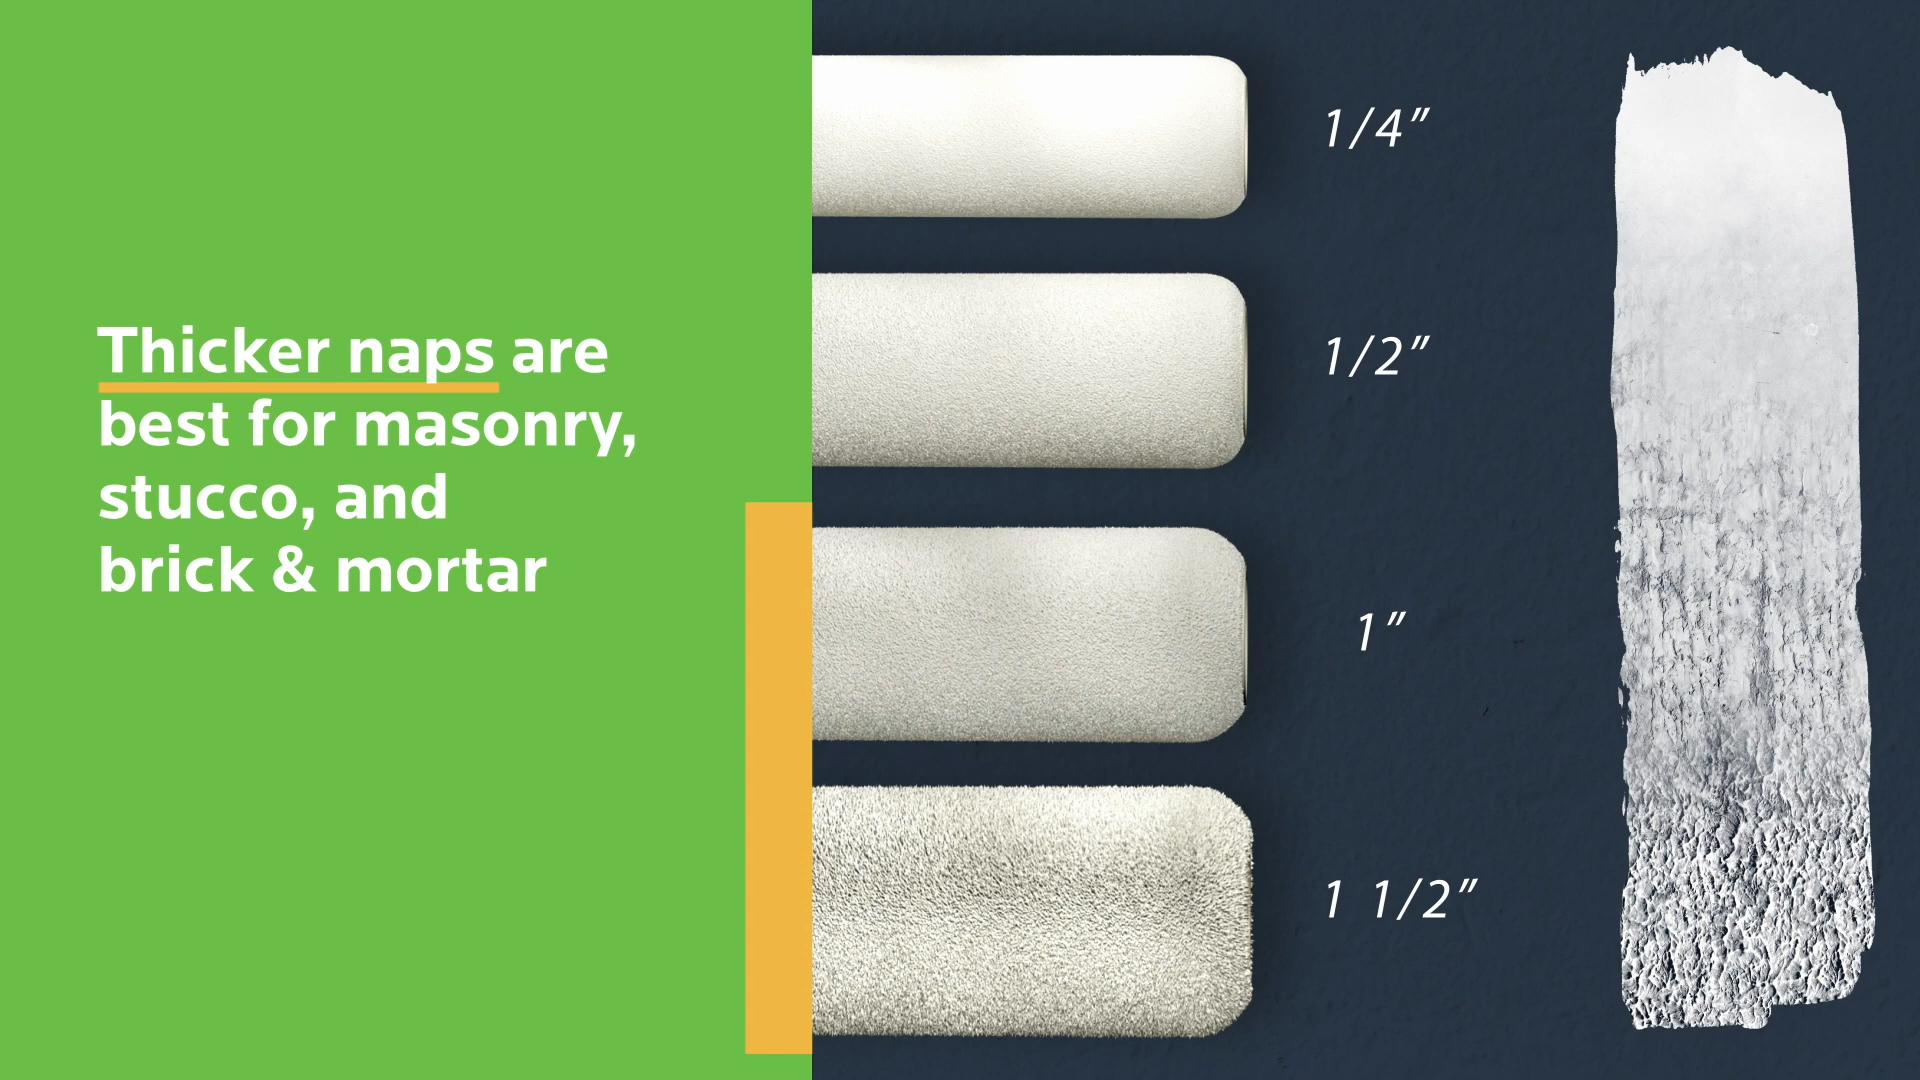 Thicker naps are
best for masonry,
stucco, and
brick & mortar
1/4”
1/2”
1”
1 1/2”